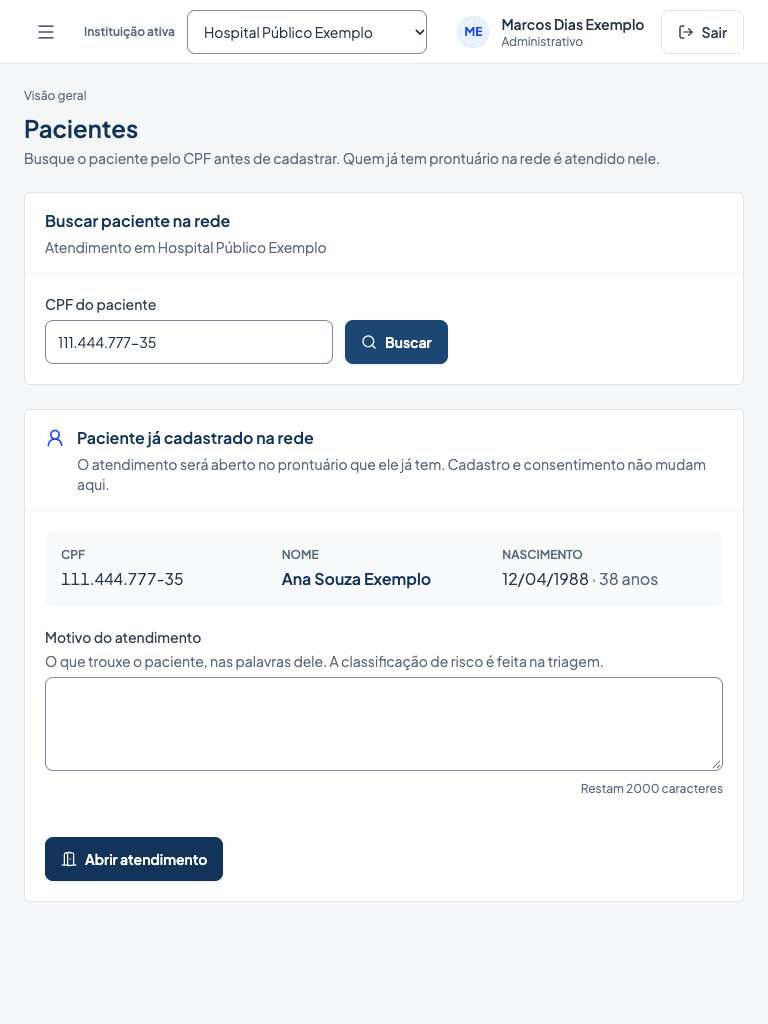 Instituição ativa
Hospital Público Exemplo
ME
Marcos Dias Exemplo
Administrativo
Sair
Visão geral
Pacientes
Busque o paciente pelo CPF antes de cadastrar. Quem já tem prontuário na rede é atendido nele.
Buscar paciente na rede
Atendimento em Hospital Público Exemplo
CPF do paciente
111.444.777-35
Buscar
Paciente já cadastrado na rede
O atendimento será aberto no prontuário que ele já tem. Cadastro e consentimento não mudam
aqui.
CPF
NOME
NASCIMENTO
111.444.777-35
Ana Souza Exemplo
12/04/1988 · 38 anos
Motivo do atendimento
O que trouxe o paciente, nas palavras dele. A classificação de risco é feita na triagem.
Restam 2000 caracteres
Abrir atendimento